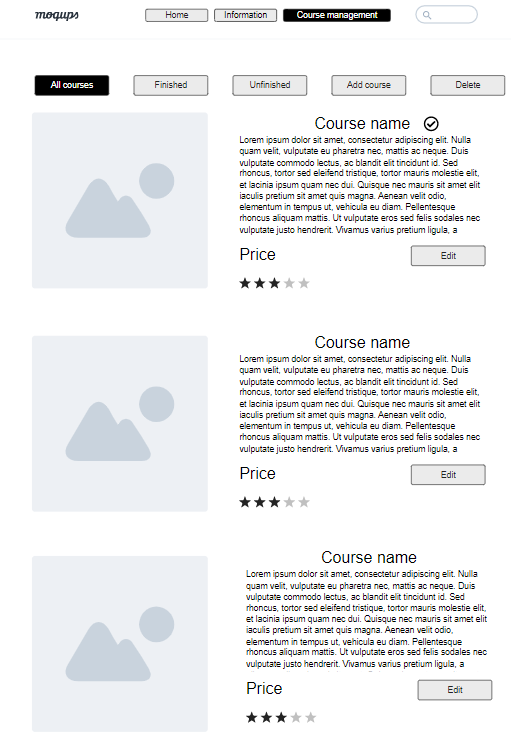 moqups
Home
Information
Course management
All courses
Finished
Unfinished
Add course
Delete
Course name
Lorem ipsum dolor sit amet, consectetur adipiscing elit. Nulla
quam velit, vulputate eu pharetra nec, mattis ac neque. Duis
vulputate commodo lectus, ac blandit elit tincidunt id. Sed
rhoncus, tortor sed eleifend tristique, tortor mauris molestie elit,
et lacinia ipsum quam nec dui. Quisque nec mauris sit amet elit
iaculis pretium sit amet quis magna. Aenean velit odio,
elementum in tempus ut, vehicula eu diam. Pellentesque
rhoncus aliquam mattis. Ut vulputate eros sed felis sodales nec
vulputate justo hendrerit. Vivamus varius pretium ligula, a
Price
Edit
Course name
Lorem ipsum dolor sit amet, consectetur adipiscing elit. Nulla
quam velit, vulputate eu pharetra nec, mattis ac neque. Duis
vulputate commodo lectus, ac blandit elit tincidunt id. Sed
rhoncus, tortor sed eleifend tristique, tortor mauris molestie elit,
et lacinia ipsum quam nec dui. Quisque nec mauris sit amet elit
iaculis pretium sit amet quis magna. Aenean velit odio,
elementum in tempus ut, vehicula eu diam. Pellentesque
rhoncus aliquam mattis. Ut vulputate eros sed felis sodales nec
vulputate justo hendrerit. Vivamus varius pretium ligula, a
Price
Edit
Course name
Lorem ipsum dolor sit amet, consectetur adipiscing elit. Nulla
quam velit, vulputate eu pharetra nec, mattis ac neque. Duis
vulputate commodo lectus, ac blandit elit tincidunt id. Sed
rhoncus, tortor sed eleifend tristique, tortor mauris molestie elit,
et lacinia ipsum quam nec dui. Quisque nec mauris sit amet elit
iaculis pretium sit amet quis magna. Aenean velit odio,
elementum in tempus ut, vehicula eu diam. Pellentesque
rhoncus aliquam mattis. Ut vulputate eros sed felis sodales nec
vulputate justo hendrerit. Vivamus varius pretium ligula, a
Price
Edit